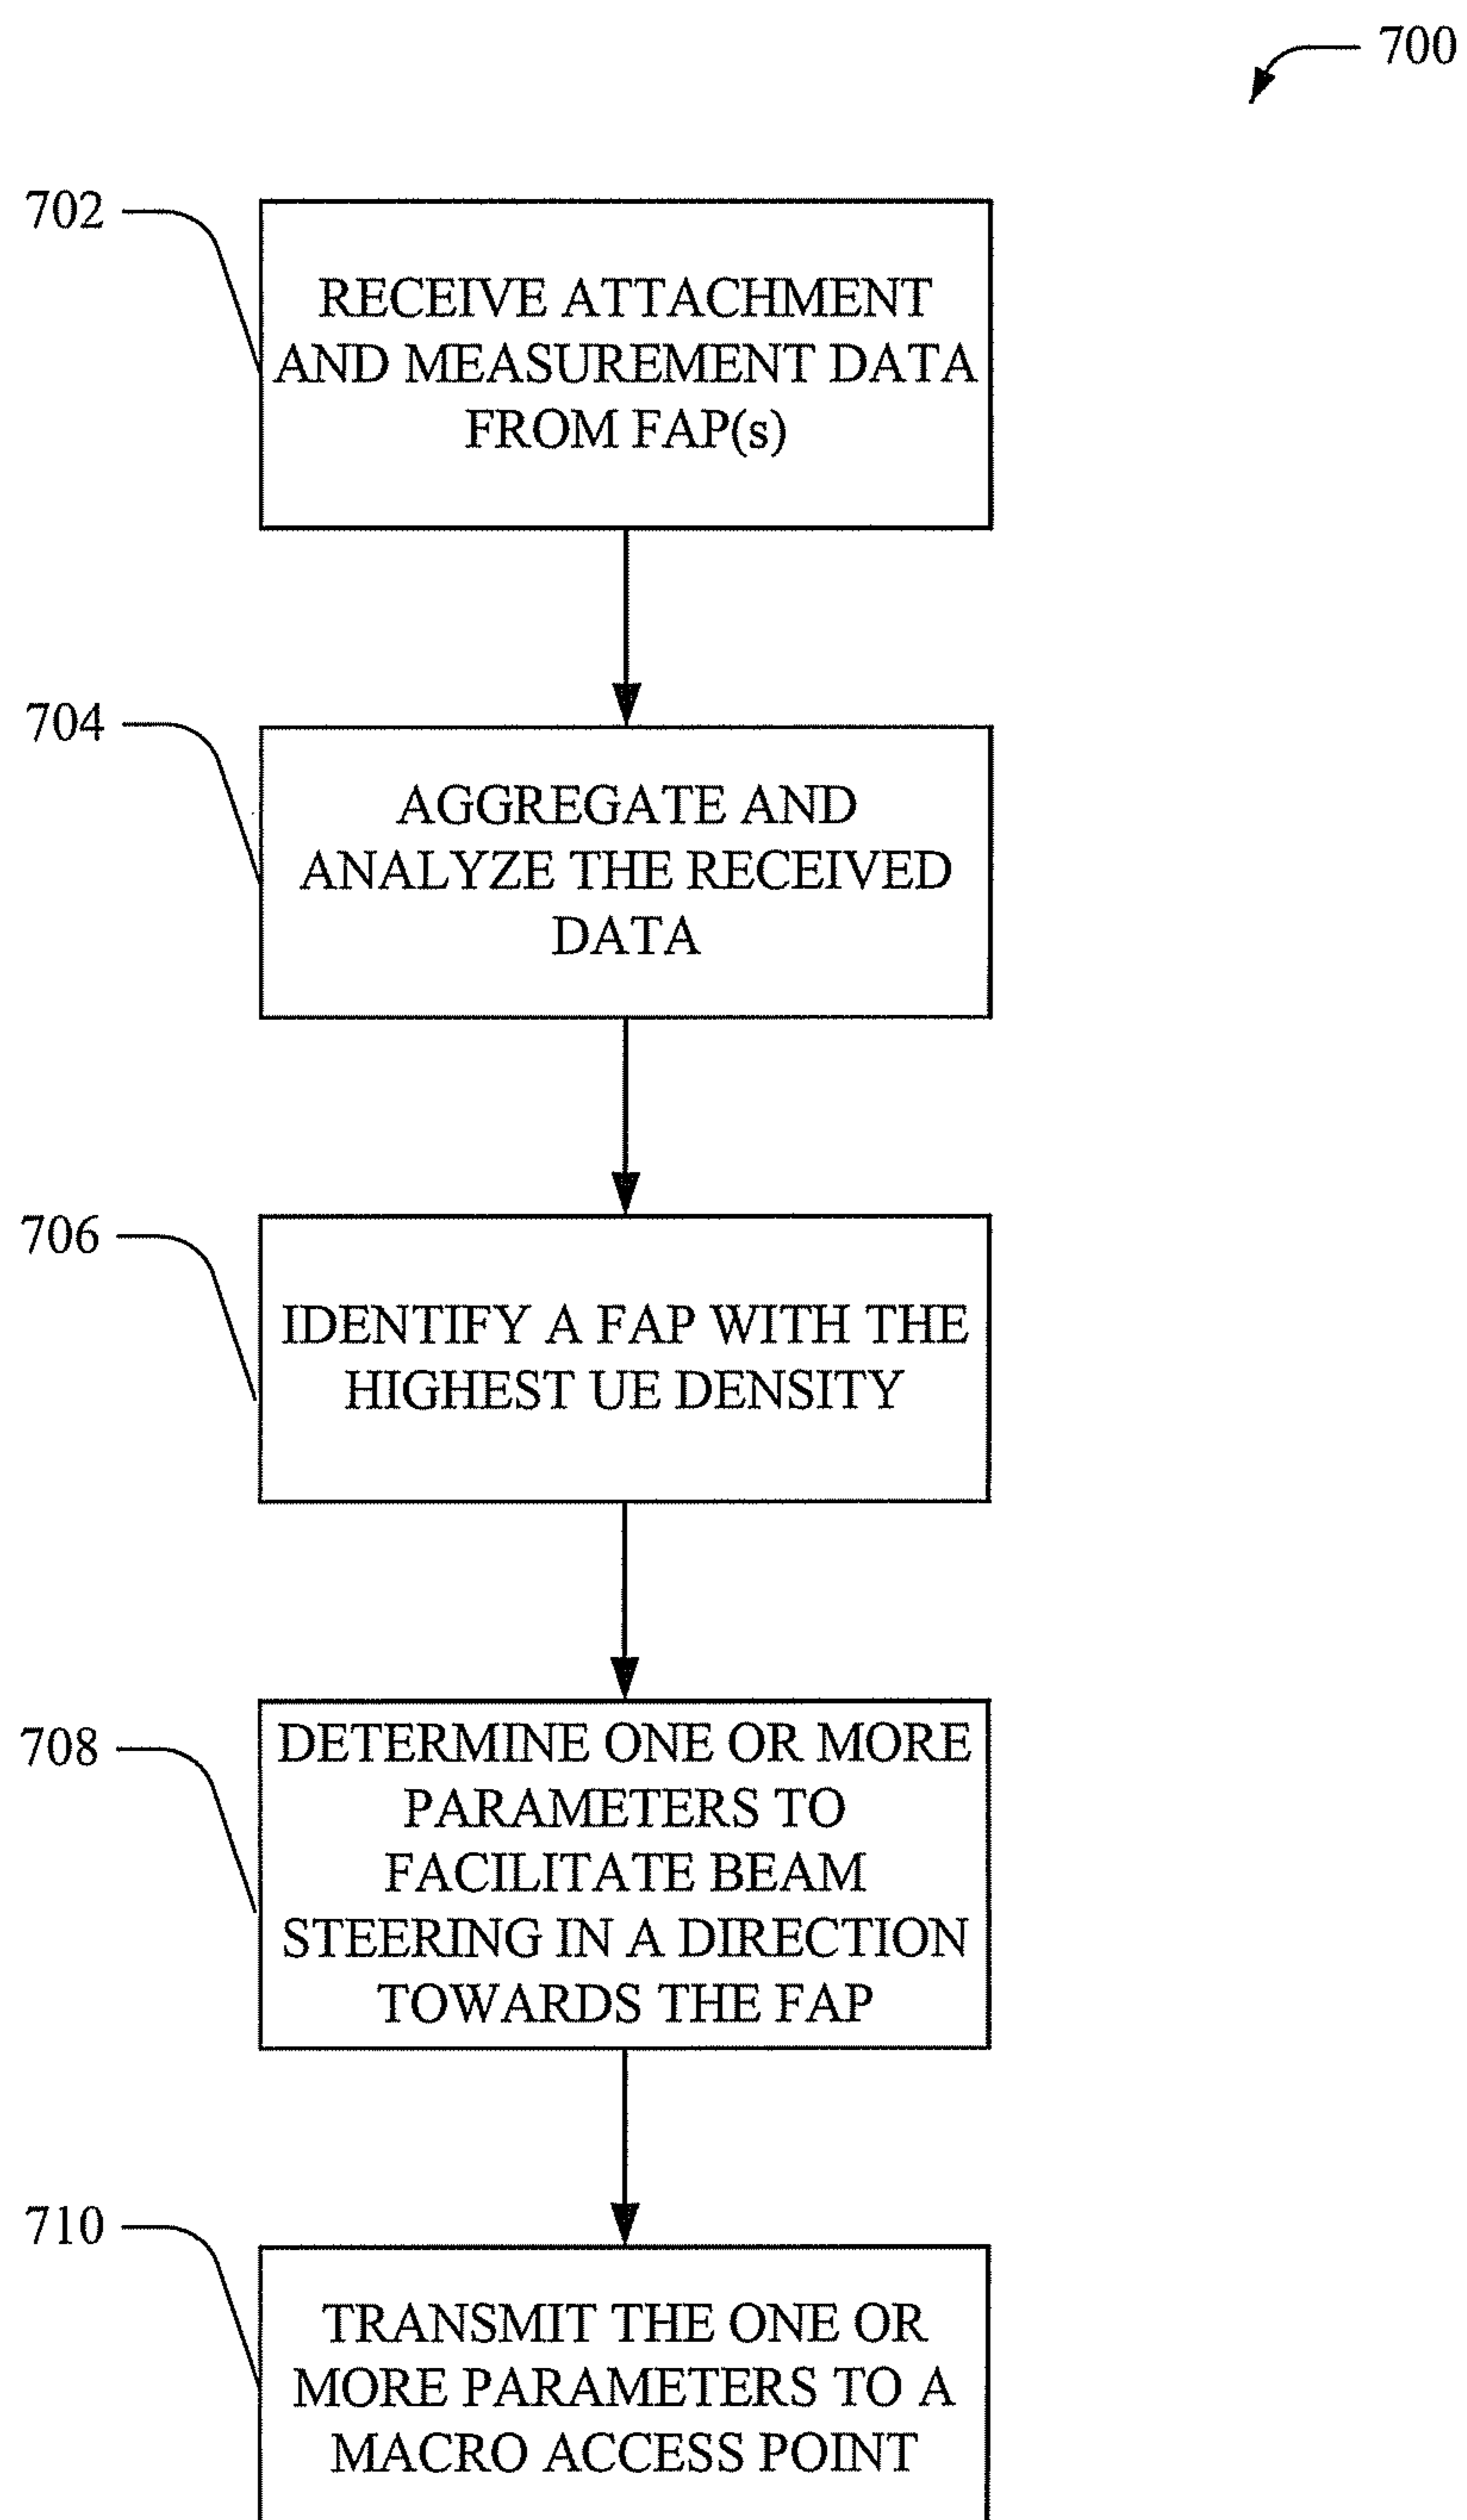 700
702
RECEIVE ATTACHMENT
AND MEASUREMENT DATA
FROM FAP(s)
704
AGGREGATE AND
ANALYZE THE RECEIVED
DATA
706
IDENTIFY A FAP WITH THE
HIGHEST UE DENSITY
708
DETERMINE ONE OR MORE
PARAMETERS TO
FACILITATE BEAM
STEERING IN A DIRECTION
TOWARDS THE FAP
710
TRANSMIT THE ONE OR
MORE PARAMETERS TO A
MACRO ACCESS POINT